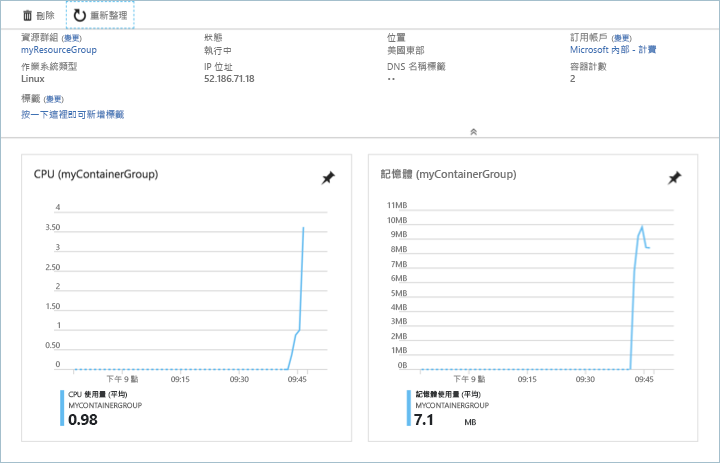 刪除 重新整理
資源群組 (變更) 狀態 位置 訂用帳戶 (變更)
myResourceGroup 執行中 美國東部 Microsoft 內部 - 計費
作業系統類型 IP 位址 DNS 名稱標籤 容器計數
Linux 52.186.71.18 -- 2
標籤 (變更)
按一下這裡即可新增標籤
CPU (myContainerGroup)
4
3.50
3
2.50
2
1.50
1
0.50
0
下午 9 點 09:15 09:30 09:45
CPU 使用量 (平均)
MYCONTAINERGROUP
0.98
記憶體 (myContainerGroup)
11MB
10MB
9MB
8MB
7MB
6MB
5MB
4MB
3MB
2MB
1MB
0B
下午 9 點 09:15 09:30 09:45
記憶體使用量 (平均)
MYCONTAINERGROUP
7.1 MB